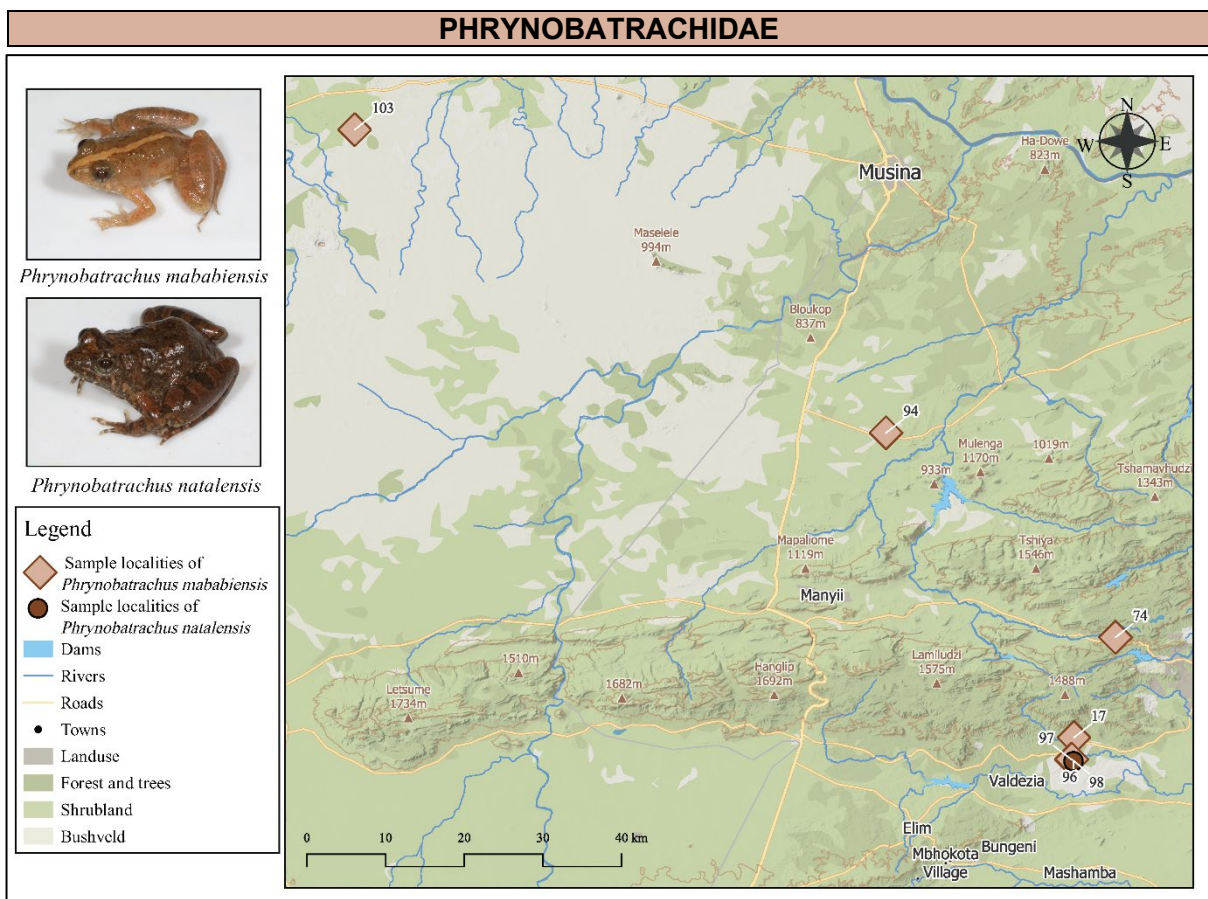 PHRYNOBATRACHIDAE
Phrynobatrachus mababiensis
Phrynobatrachus natalensis
Legend
Sample localities of
Phrynobatrachus mababiensis
Sample localities of
Phrynobatrachus natalensis
Dams
Rivers
Roads
Towns
Landuse
Forest and trees
Shrubland
Bushveld
103
N
W
E
S
Ha-Dowe
823m
Musina
Maselele
994m
Bloukop
837m
94
Mulenga
1170m
1019m
933m
Tshamavhudzi
1343m
Mapaliome
1119m
Tshiya
1546m
Manyii
74
1510m
Letsume
1734m
1682m
Hanglip
1692m
Lamiludzi
1575m
1488m
17
97
96
98
Valdezia
Elim
Bungeni
Mbhokota
Village
Mashamba
0 10 20 30 40 km